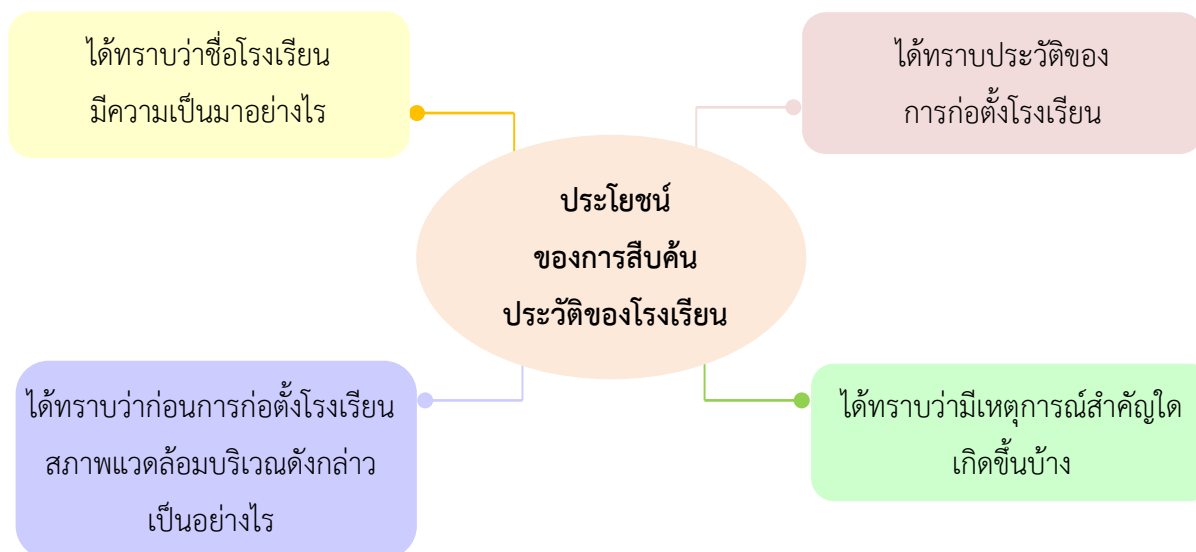 ได้ทราบว่าชื่อโรงเรียน
มีความเป็นมาอย่างไร
ได้ทราบประวัติของ
การก่อตั้งโรงเรียน
ประโยชน์
ของการสืบค้น
ประวัติของโรงเรียน
ได้ทราบว่าก่อนการก่อตั้งโรงเรียน
สภาพแวดล้อมบริเวณดังกล่าว
เป็นอย่างไร
ได้ทราบว่ามีเหตุการณ์สำคัญใด
เกิดขึ้นบ้าง